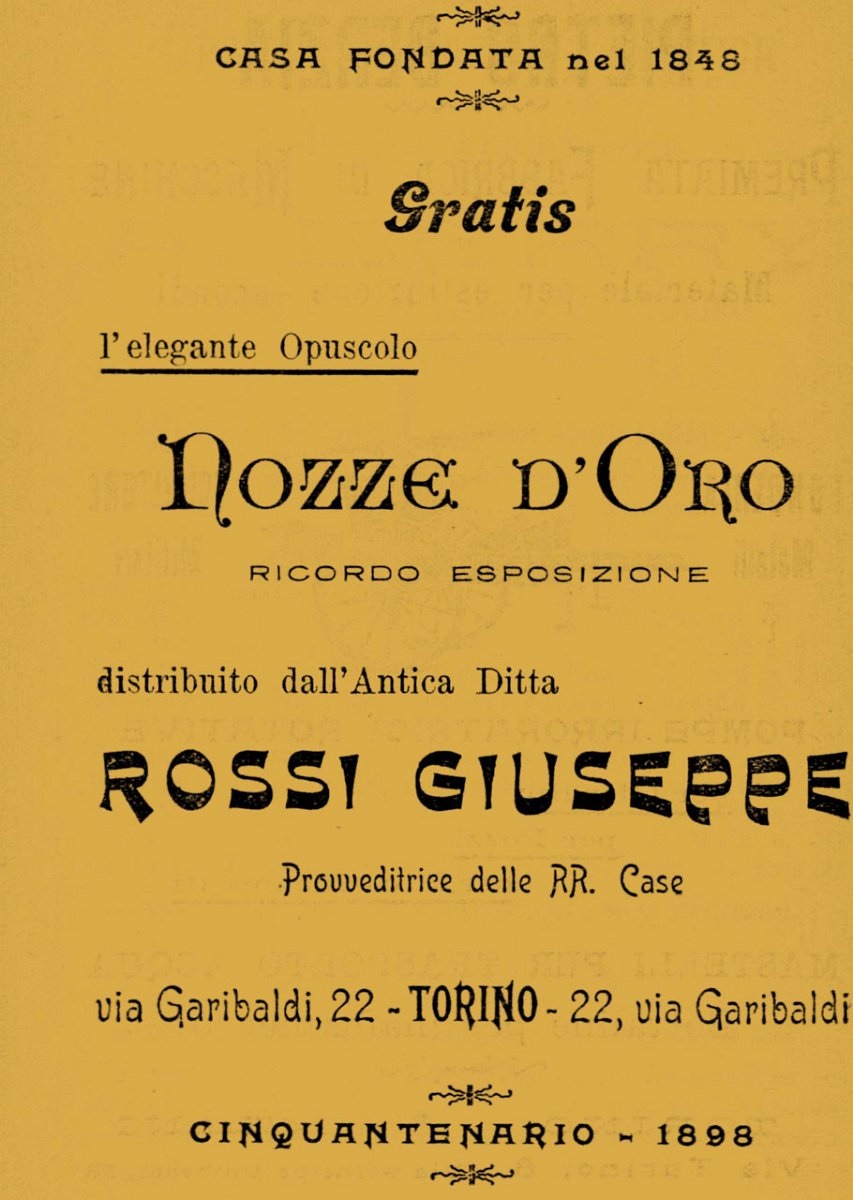 CASA FONDATA nel 1848
Gratis
l'elegante Opuscolo
NOZZE D'ORO
RICORDO ESPOSIZIONE
distribuito dall'Antica Ditta
ROSSI GIUSEPPE
Provveditrice delle RR. Case
via Garibaldi, 22 - TORINO - 22, via Garibaldi
CINQUANTENARIO - 1898